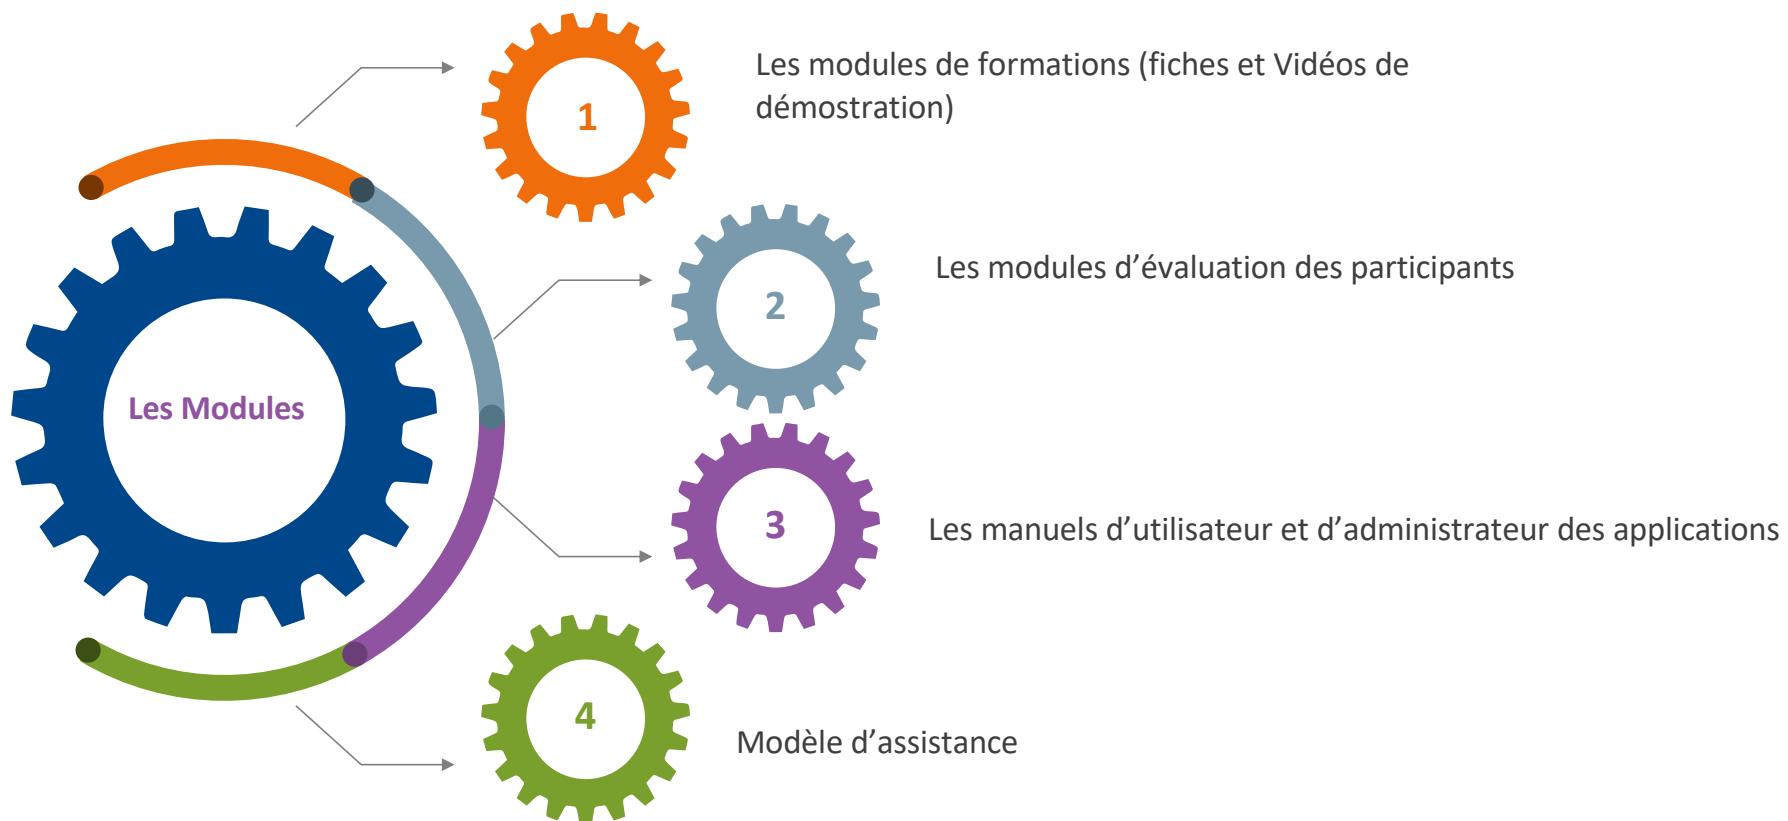 1
Les modules de formations (fiches et Vidéos de
démostration)
2
Les modules d’évaluation des participants
Les Modules
3
Les manuels d’utilisateur et d’administrateur des applications
4
Modèle d’assistance